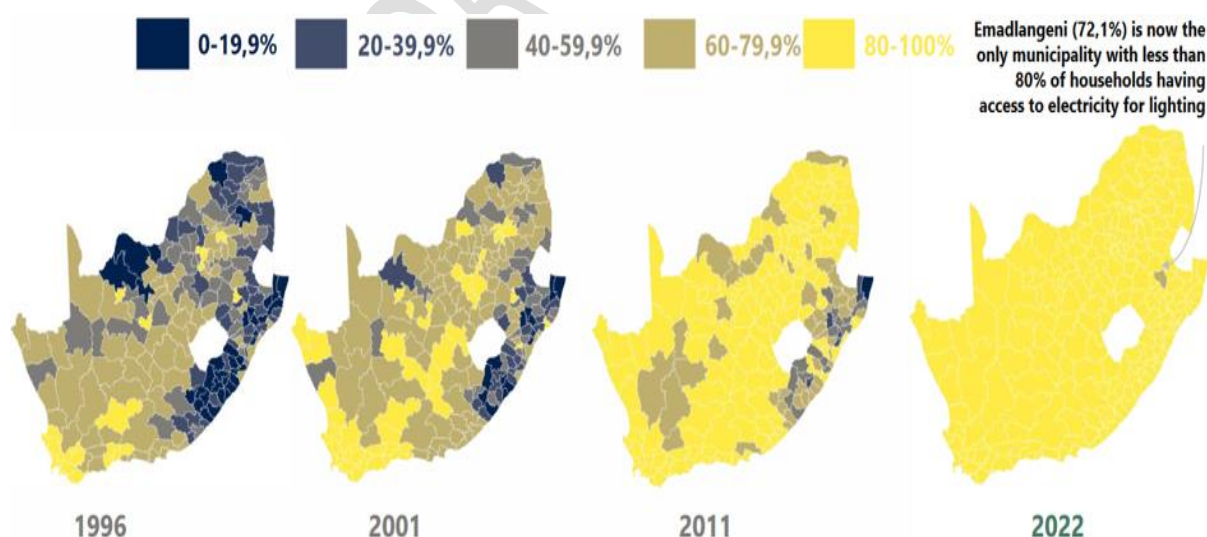 0-19,9%
20-39,9%
40-59,9%
60-79,9%
80-100%
Emadlangeni (72,1%) is now the
only municipality with less than
80% of households having
access to electricity for lighting
1996
2001
2011
2022